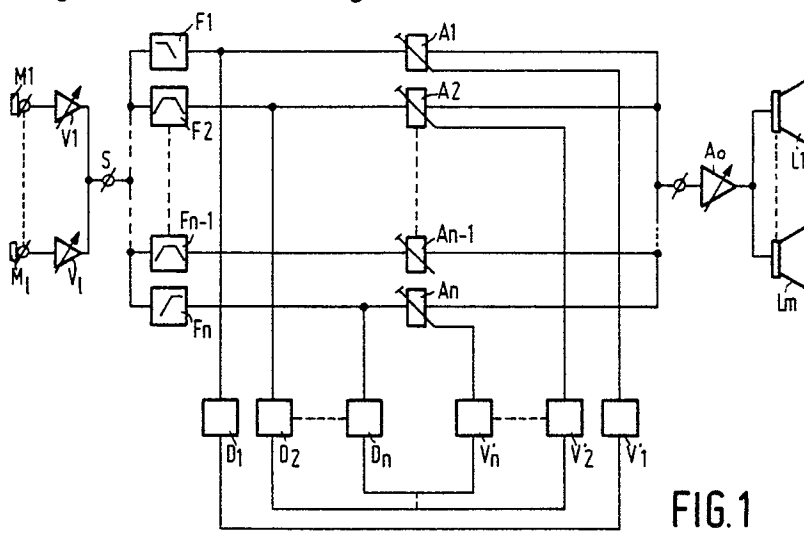 F1
A1
M1
V1
F2
A2
S
L1
Ao
Fn-1
An-1
Ml
Vl
Fn
An
Lm
D1
D2
Dn
V'n
V'2
V'1
FIG.1